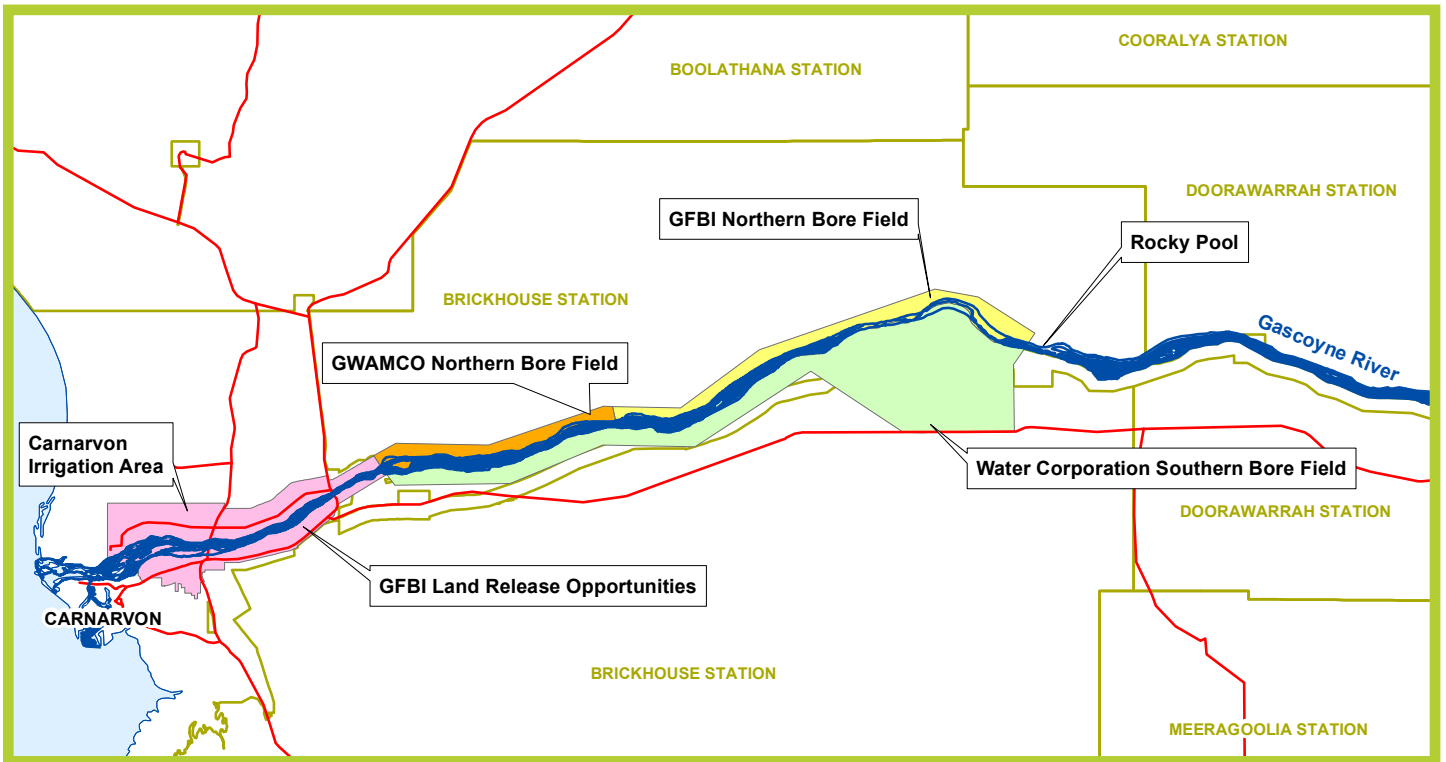 COORALYA STATION
BOOLATHANA STATION
DOORAWARRAH STATION
GFBI Northern Bore Field
Rocky Pool
BRICKHOUSE STATION
Gascoyne River
GWAMCO Northern Bore Field
Carnarvon
Irrigation Area
Water Corporation Southern Bore Field
DOORAWARRAH STATION
GFBI Land Release Opportunities
CARNARVON
BRICKHOUSE STATION
MEERAGOOLIA STATION